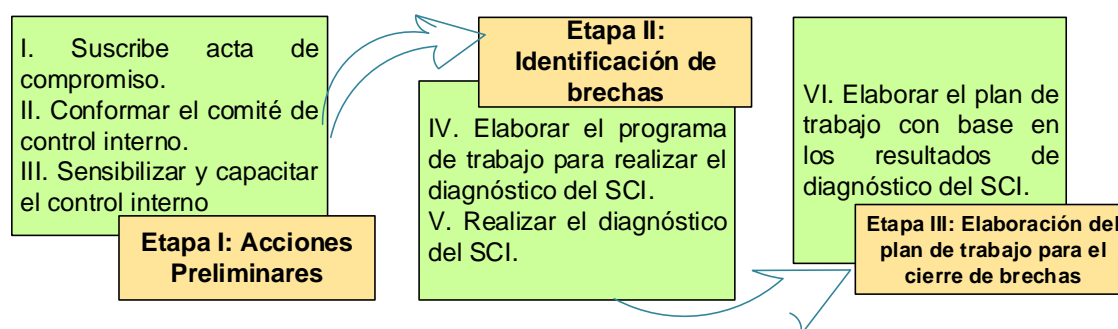 I. Suscribe acta de
compromiso.
II. Conformar el comité de
control interno.
III. Sensibilizar y capacitar
el control interno
Etapa I: Acciones
Preliminares
Etapa II:
Identificación de
brechas
IV. Elaborar el programa
de trabajo para realizar el
diagnóstico del SCI.
V. Realizar el diagnóstico
del SCI.
VI. Elaborar el plan de
trabajo con base en
los resultados de
diagnóstico del SCI.
Etapa III: Elaboración del
plan de trabajo para el
cierre de brechas